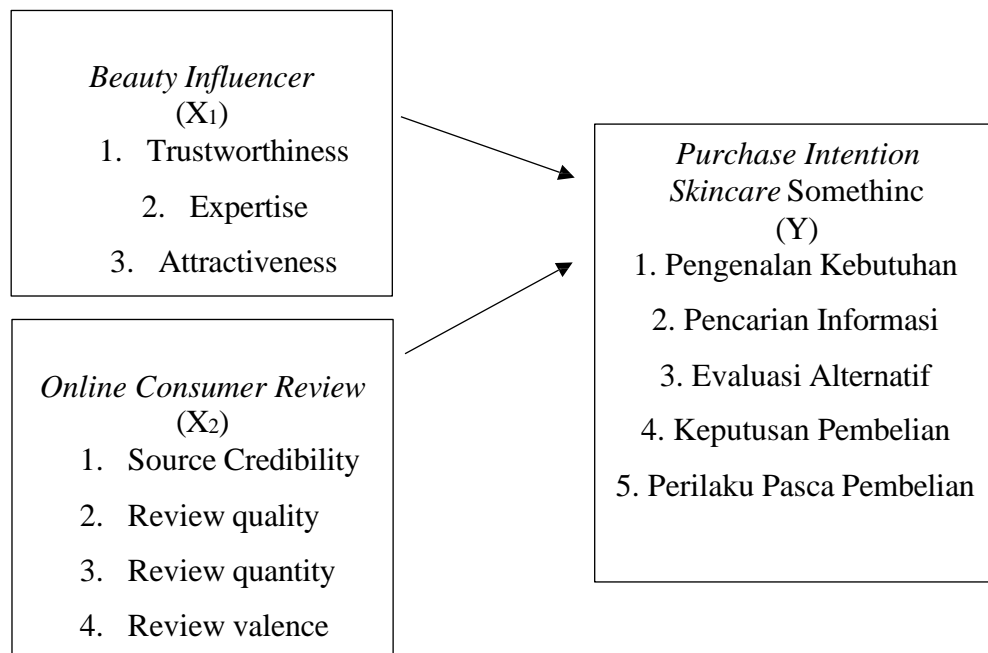 Beauty Influencer
(X1)
1. Trustworthiness
2. Expertise
3. Attractiveness
Online Consumer Review
(X2)
1. Source Credibility
2. Review quality
3. Review quantity
4. Review valence
Purchase Intention
Skincare Somethinc
(Y)
1. Pengenalan Kebutuhan
2. Pencarian Informasi
3. Evaluasi Alternatif
4. Keputusan Pembelian
5. Perilaku Pasca Pembelian